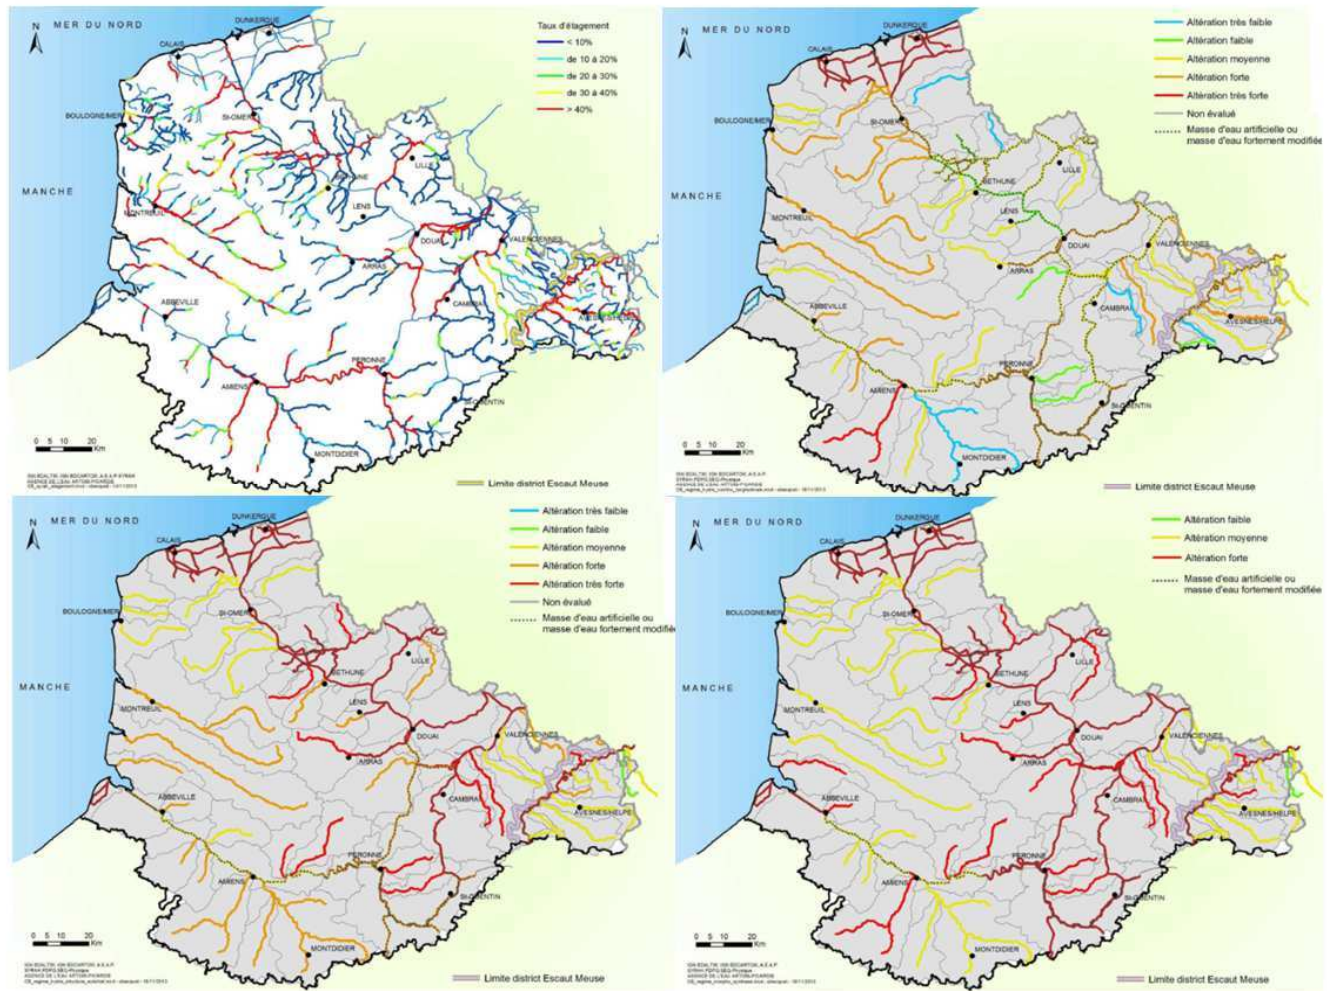 MER DU NORD
DUNKERQUE
N
CALAIS
Taux d'étagement
< 10%
de 10 à 20%
de 20 à 30%
de 30 à 40%
> 40%
BOULOGNE/MER
ST-OMER
LILLE
BETHUNE
MANCHE
LENS
MONTREUIL
DOUAI
VALENCIENNES
ARRAS
CAMBRAI
ABBEVILLE
AVESNES/HELPE
PERONNE
AMIENS
ST-QUENTIN
0 5 10 20
Km
MONTDIDIER
Limite district Escaut Meuse
MER DU NORD
DUNKERQUE
N
CALAIS
Altération très faible
Altération faible
Altération moyenne
Altération forte
Altération très forte
Non évalué
Masse d'eau artificielle ou
masse d'eau fortement modifiée
BOULOGNE/MER
ST-OMER
LILLE
BETHUNE
MANCHE
LENS
MONTREUIL
DOUAI
VALENCIENNES
ARRAS
CAMBRAI
ABBEVILLE
AVESNES/HELPE
PERONNE
AMIENS
ST-QUENTIN
0 5 10 20
Km
MONTDIDIER
Limite district Escaut Meuse
MER DU NORD
DUNKERQUE
N
CALAIS
Altération très faible
Altération faible
Altération moyenne
Altération forte
Altération très forte
Non évalué
Masse d'eau artificielle ou
masse d'eau fortement modifiée
BOULOGNE/MER
ST-OMER
LILLE
BETHUNE
MANCHE
LENS
MONTREUIL
DOUAI
VALENCIENNES
ARRAS
CAMBRAI
ABBEVILLE
AVESNES/HELPE
PERONNE
AMIENS
ST-QUENTIN
0 5 10 20
Km
MONTDIDIER
Limite district Escaut Meuse
MER DU NORD
DUNKERQUE
N
CALAIS
Altération faible
Altération moyenne
Altération forte
Masse d'eau artificielle ou
masse d'eau fortement modifiée
BOULOGNE/MER
ST-OMER
LILLE
BETHUNE
MANCHE
LENS
MONTREUIL
DOUAI
VALENCIENNES
ARRAS
CAMBRAI
ABBEVILLE
AVESNES/HELPE
PERONNE
AMIENS
ST-QUENTIN
0 5 10 20
Km
MONTDIDIER
Limite district Escaut Meuse